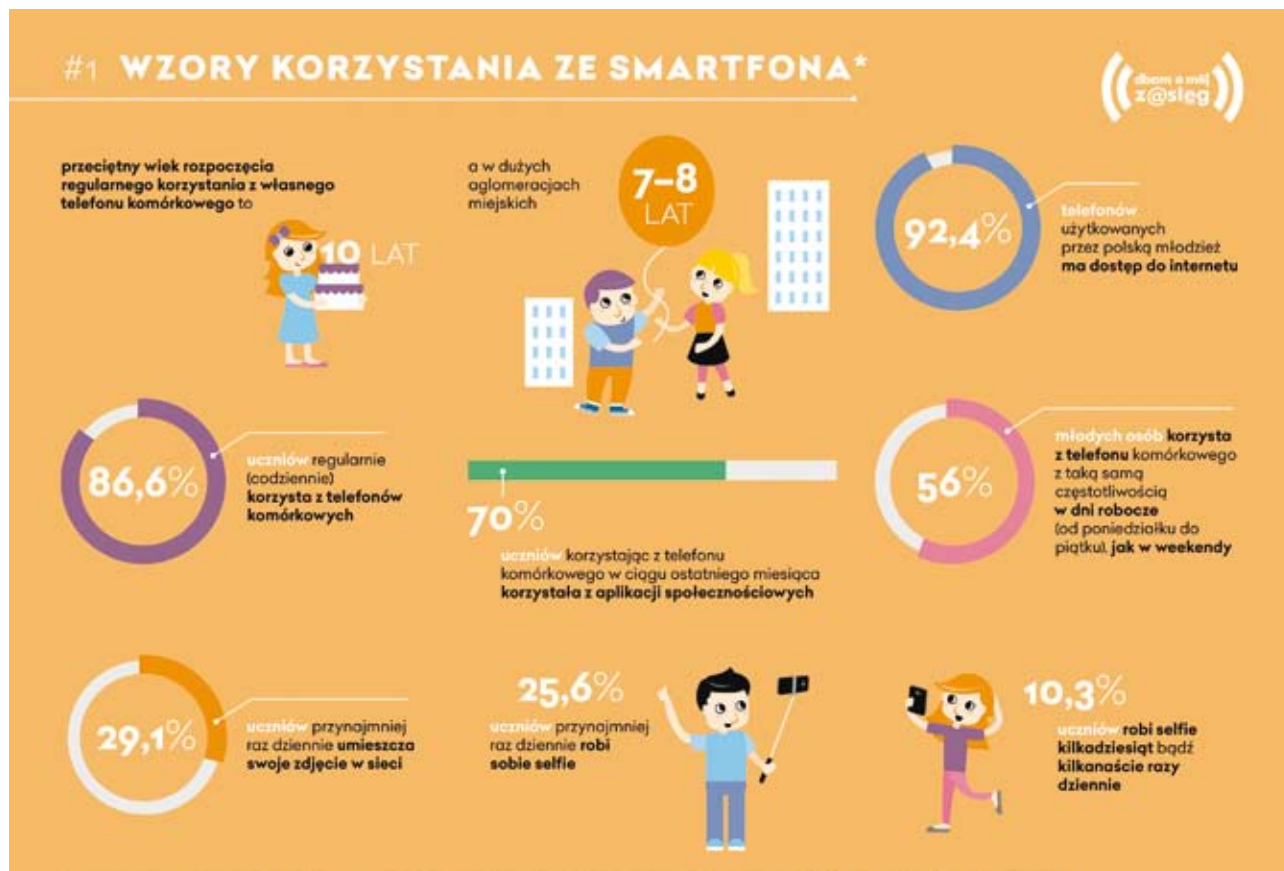 #1 WZORY KORZYSTANIA ZE SMARTFONA*
dbam o mój
z@sięg
przeciętny wiek rozpoczęcia
regularnego korzystania z własnego
telefonu komórkowego to
10 LAT
a w dużych
aglomeracjach
miejskich
7–8
LAT
92,4%
telefonów
użytkowanych
przez polską młodzież
ma dostęp do internetu
86,6%
uczniów regularnie
(codziennie)
korzysta z telefonów
komórkowych
70%
uczniów korzystając z telefonu
komórkowego w ciągu ostatniego miesiąca
korzystała z aplikacji społecznościowych
56%
młodych osób korzysta
z telefonu komórkowego
z taką samą
częstotliwością
w dni robocze
(od poniedziałku do
piątku), jak w weekendy
29,1%
uczniów przynajmniej
raz dziennie umieszcza
swoje zdjęcie w sieci
25,6%
uczniów przynajmniej
raz dziennie robi
sobie selfie
10,3%
uczniów robi selfie
kilkadziesiąt bądź
kilkanaście razy
dziennie